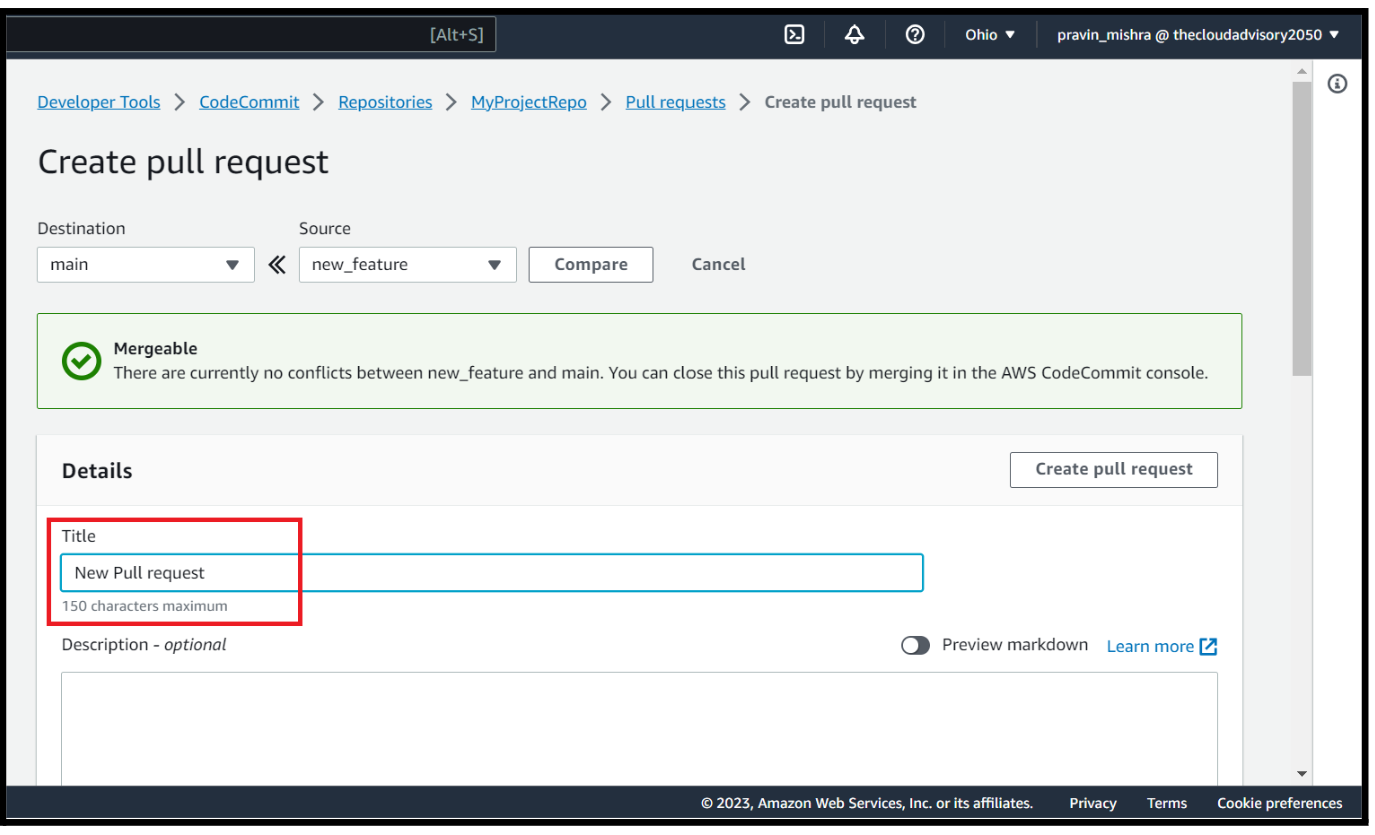 [Alt+S] Ohio ▼ pravin_mishra @ thecloudadvisory2050 ▼
Developer Tools > CodeCommit > Repositories > MyProjectRepo > Pull requests > Create pull request
Create pull request
Destination Source
main new_feature Compare Cancel
Mergeable
There are currently no conflicts between new_feature and main. You can close this pull request by merging it in the AWS CodeCommit console.
Details Create pull request
Title
New Pull request
150 characters maximum
Description - optional Preview markdown Learn more
© 2023, Amazon Web Services, Inc. or its affiliates. Privacy Terms Cookie preferences